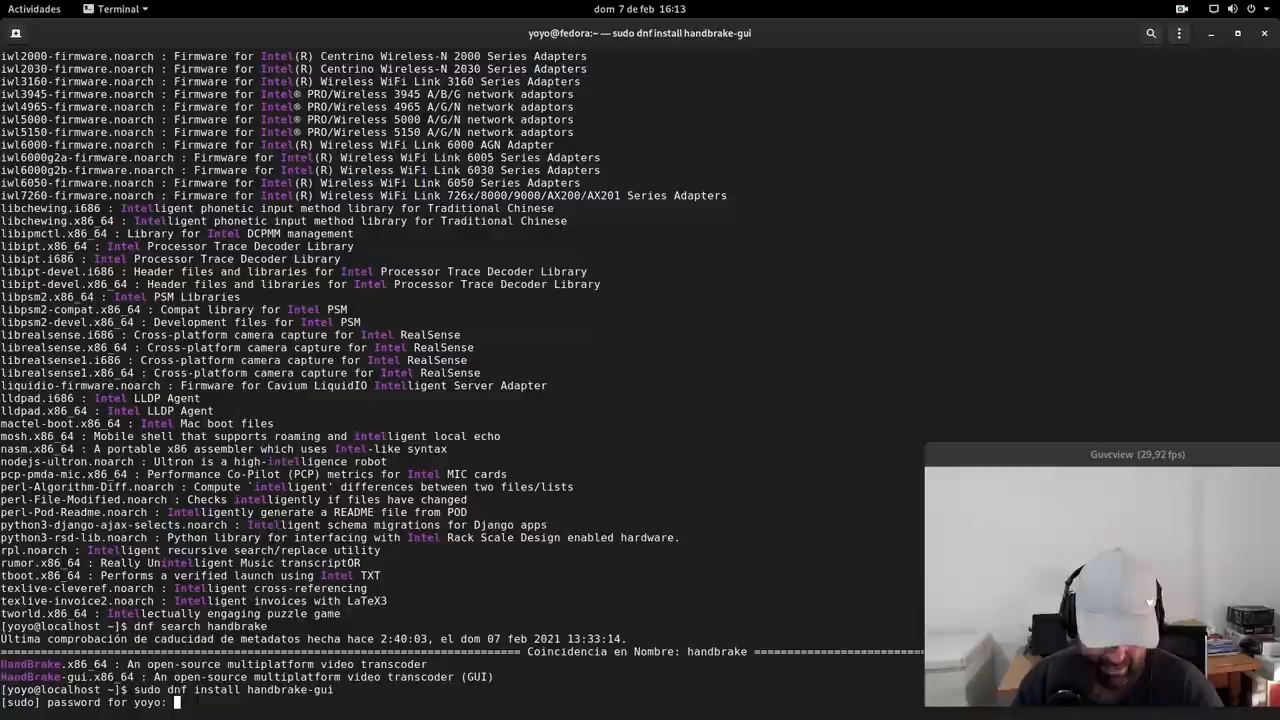 Actividades Terminal dom 7 de feb 16:13
yoyo@fedora:~ — sudo dnf install handbrake-gui
iwl2000-firmware.noarch : Firmware for Intel(R) Centrino Wireless-N 2000 Series Adapters
iwl2030-firmware.noarch : Firmware for Intel(R) Centrino Wireless-N 2030 Series Adapters
iwl3160-firmware.noarch : Firmware for Intel(R) Wireless WiFi Link 3160 Series Adapters
iwl3945-firmware.noarch : Firmware for Intel® PRO/Wireless 3945 A/B/G network adaptors
iwl4965-firmware.noarch : Firmware for Intel® PRO/Wireless 4965 A/G/N network adaptors
iwl5000-firmware.noarch : Firmware for Intel® PRO/Wireless 5000 A/G/N network adaptors
iwl5150-firmware.noarch : Firmware for Intel® PRO/Wireless 5150 A/G/N network adaptors
iwl6000-firmware.noarch : Firmware for Intel(R) Wireless WiFi Link 6000 AGN Adapter
iwl6000g2a-firmware.noarch : Firmware for Intel(R) Wireless WiFi Link 6005 Series Adapters
iwl6000g2b-firmware.noarch : Firmware for Intel(R) Wireless WiFi Link 6030 Series Adapters
iwl6050-firmware.noarch : Firmware for Intel(R) Wireless WiFi Link 6050 Series Adapters
iwl7260-firmware.noarch : Firmware for Intel(R) Wireless WiFi Link 726x/8000/9000/AX200/AX201 Series Adapters
libchewing.i686 : Intelligent phonetic input method library for Traditional Chinese
libchewing.x86_64 : Intelligent phonetic input method library for Traditional Chinese
libipmctl.x86_64 : Library for Intel DCPMM management
libipt.x86_64 : Intel Processor Trace Decoder Library
libipt.i686 : Intel Processor Trace Decoder Library
libipt-devel.i686 : Header files and libraries for Intel Processor Trace Decoder Library
libipt-devel.x86_64 : Header files and libraries for Intel Processor Trace Decoder Library
libpsm2.x86_64 : Intel PSM Libraries
libpsm2-compat.x86_64 : Compat library for Intel PSM
libpsm2-devel.x86_64 : Development files for Intel PSM
librealsense.i686 : Cross-platform camera capture for Intel RealSense
librealsense.x86_64 : Cross-platform camera capture for Intel RealSense
librealsense1.i686 : Cross-platform camera capture for Intel RealSense
librealsense1.x86_64 : Cross-platform camera capture for Intel RealSense
liquidio-firmware.noarch : Firmware for Cavium LiquidIO Intelligent Server Adapter
lldpad.i686 : Intel LLDP Agent
lldpad.x86_64 : Intel LLDP Agent
mactel-boot.x86_64 : Intel Mac boot files
mosh.x86_64 : Mobile shell that supports roaming and intelligent local echo
nasm.x86_64 : A portable x86 assembler which uses Intel-like syntax
nodejs-ultron.noarch : Ultron is a high-intelligence robot
pcp-pmda-mic.x86_64 : Performance Co-Pilot (PCP) metrics for Intel MIC cards
perl-Algorithm-Diff.noarch : Compute `intelligent' differences between two files/lists
perl-File-Modified.noarch : Checks intelligently if files have changed
perl-Pod-Readme.noarch : Intelligently generate a README file from POD
python3-django-ajax-selects.noarch : Intelligent schema migrations for Django apps
python3-rsd-lib.noarch : Python library for interfacing with Intel Rack Scale Design enabled hardware.
rpl.noarch : Intelligent recursive search/replace utility
rumor.x86_64 : Really Unintelligent Music transcriptOR
tboot.x86_64 : Performs a verified launch using Intel TXT
texlive-cleveref.noarch : Intelligent cross-referencing
texlive-invoice2.noarch : Intelligent invoices with LaTeX3
tworld.x86_64 : Intellectually engaging puzzle game
[yoyo@localhost ~]$ dnf search handbrake
Última comprobación de caducidad de metadatos hecha hace 2:40:03, el dom 07 feb 2021 13:33:14.
============================================================================== Coincidencia en Nombre: handbrake ==========================
HandBrake.x86_64 : An open-source multiplatform video transcoder
HandBrake-gui.x86_64 : An open-source multiplatform video transcoder (GUI)
[yoyo@localhost ~]$ sudo dnf install handbrake-gui
[sudo] password for yoyo:
Guvcview (29,92 fps)